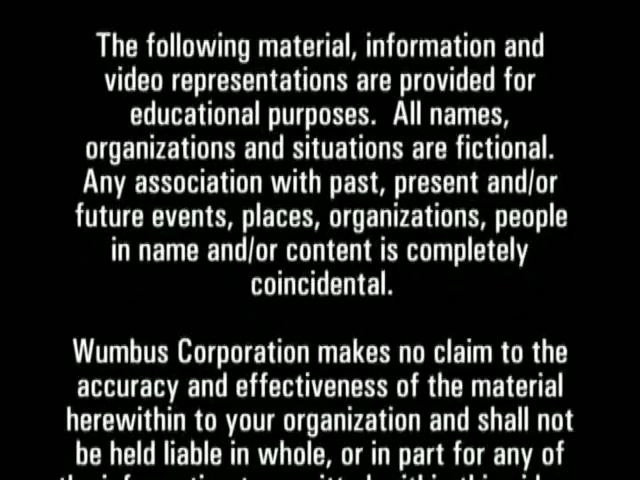 The following material, information and
video representations are provided for
educational purposes.  All names,
organizations and situations are fictional.
Any association with past, present and/or
future events, places, organizations, people
in name and/or content is completely
coincidental.
Wumbus Corporation makes no claim to the
accuracy and effectiveness of the material
herewithin to your organization and shall not
be held liable in whole, or in part for any of